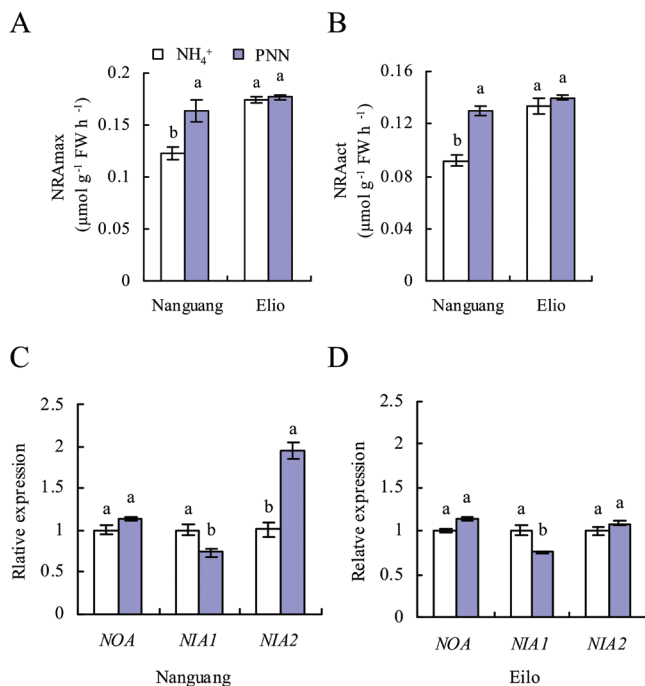 A
B
NH₄⁺ PNN
NRAmax
(μmol g⁻¹ FW h ⁻¹)
0.2
0.15
0.1
0.05
0
b a a a
Nanguang Elio
NRAact
(μmol g⁻¹ FW h ⁻¹)
0.16
0.12
0.08
0.04
0
b a a a
Nanguang Elio
C
D
Rlative expression
2.5
2
1.5
1
0.5
0
a a a b b a
NOA NIA1 NIA2
Nanguang
Relatve expression
2.5
2
1.5
1
0.5
0
a a a b a a
NOA NIA1 NIA2
Eilo